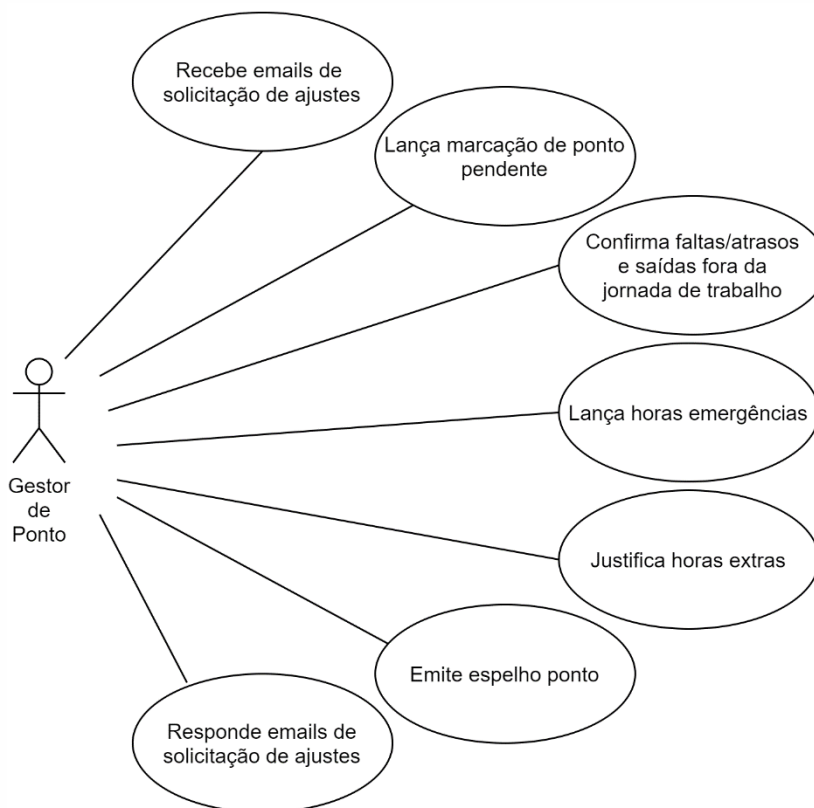 Recebe emails de
solicitação de ajustes
Lança marcação de ponto
pendente
Confirma faltas/atrasos
e saídas fora da
jornada de trabalho
Lança horas emergências
Gestor
de
Ponto
Justifica horas extras
Emite espelho ponto
Responde emails de
solicitação de ajustes